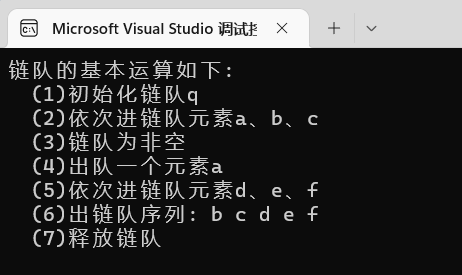 Microsoft Visual Studio 调试
链队的基本运算如下:
(1)初始化链队q
(2)依次进链队元素a、b、c
(3)链队为非空
(4)出队一个元素a
(5)依次进链队元素d、e、f
(6)出链队序列: b c d e f
(7)释放链队